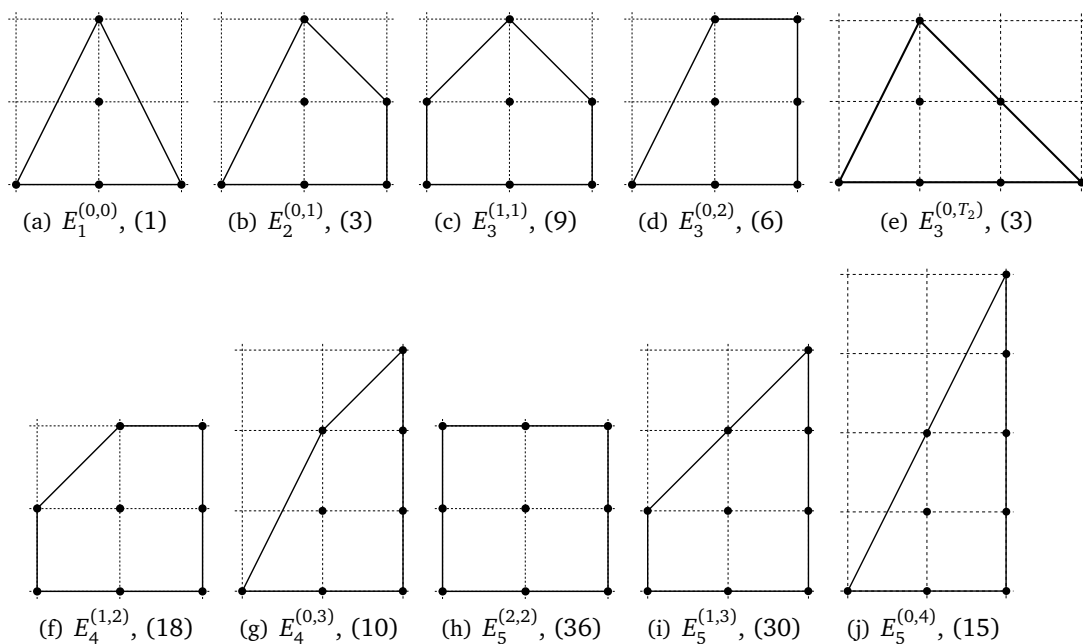 (a) $E_1^{(0,0)}$, (1)
(b) $E_2^{(0,1)}$, (3)
(c) $E_3^{(1,1)}$, (9)
(d) $E_3^{(0,2)}$, (6)
(e) $E_3^{(0,T_2)}$, (3)
(f) $E_4^{(1,2)}$, (18)
(g) $E_4^{(0,3)}$, (10)
(h) $E_5^{(2,2)}$, (36)
(i) $E_5^{(1,3)}$, (30)
(j) $E_5^{(0,4)}$, (15)